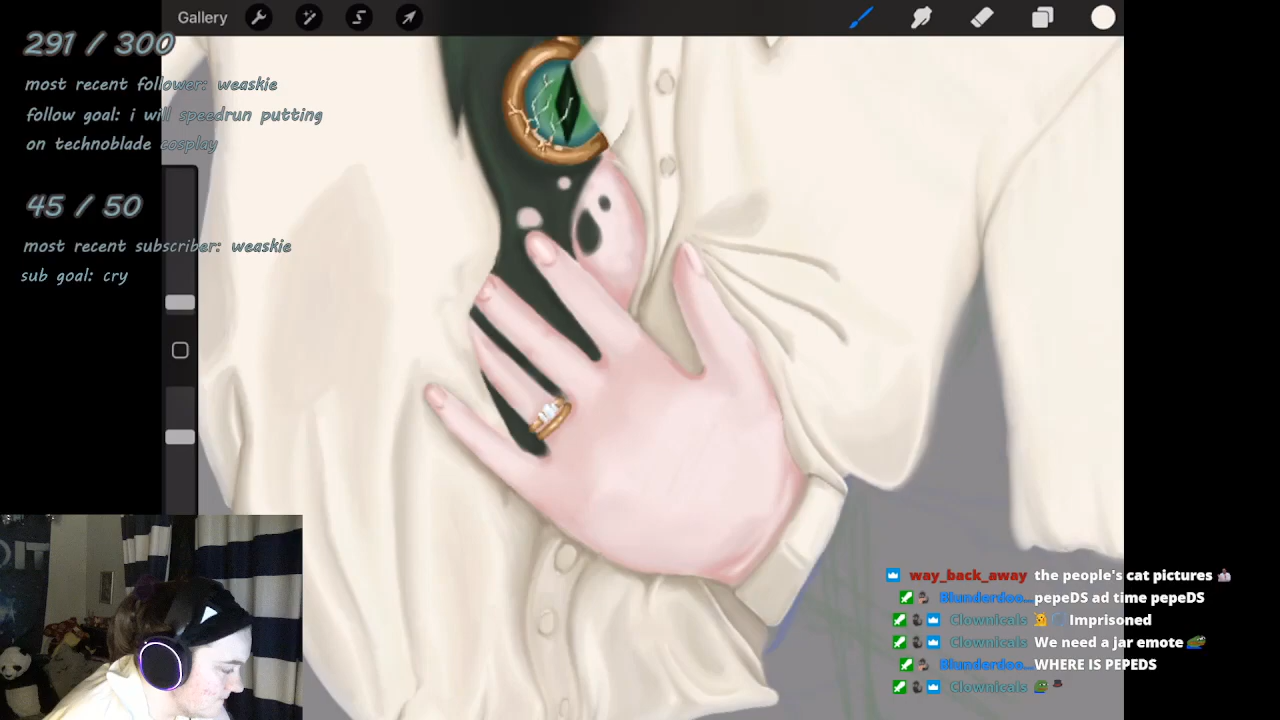 Gallery
291 / 300
most recent follower: weaskie
follow goal: i will speedrun putting
on technoblade cosplay
45 / 50
most recent subscriber: weaskie
sub goal: cry
way_back_away the people's cat pictures
Blunderdoo... pepeDS ad time pepeDS
Clownicals Imprisoned
Clownicals We need a jar emote
Blunderdoo... WHERE IS PEPEDS
Clownicals